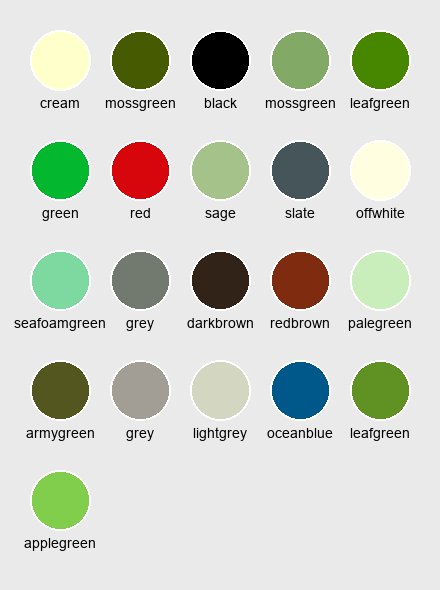 cream mossgreen black mossgreen leafgreen
green red sage slate offwhite
seafoamgreen grey darkbrown redbrown palegreen
armygreen grey lightgrey oceanblue leafgreen
applegreen